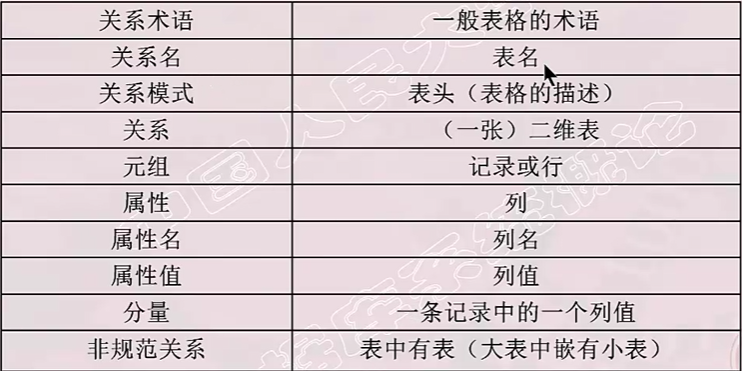 关系术语 一般表格的术语
关系名 表名
关系模式 表头（表格的描述）
关系 （一张）二维表
元组 记录或行
属性 列
属性名 列名
属性值 列值
分量 一条记录中的一个列值
非规范关系 表中有表（大表中嵌有小表）